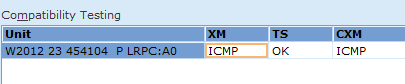 Compatibility Testing
Unit XM TS CXM
W2012 23 454104 P LRPC:A0 ICMP OK ICMP